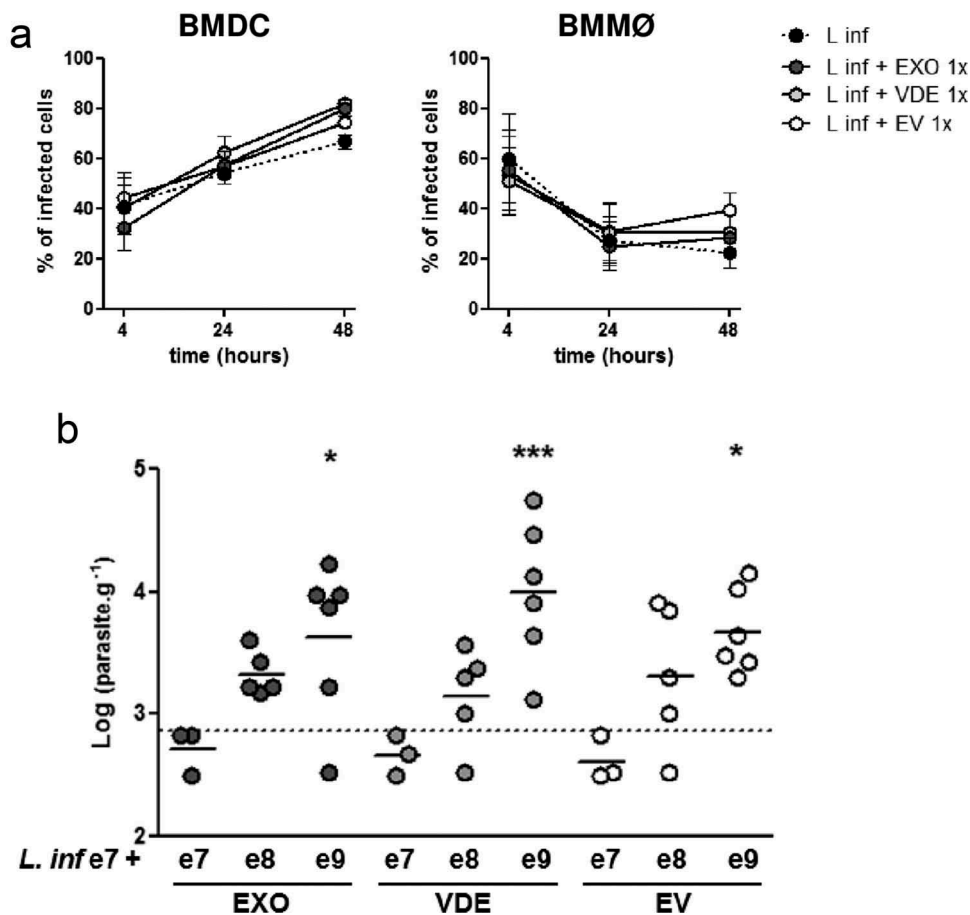 a
BMDC
BMMØ
L inf
L inf + EXO 1x
L inf + VDE 1x
L inf + EV 1x
% of infected cells
100
80
60
40
20
0
4
24
48
time (hours)
% of infected cells
100
80
60
40
20
0
4
24
48
time (hours)
b
Log (parasite.g⁻¹)
5
4
3
2
*
***
*
L. inf e7 + e7 e8 e9 e7 e8 e9 e7 e8 e9
EXO VDE EV